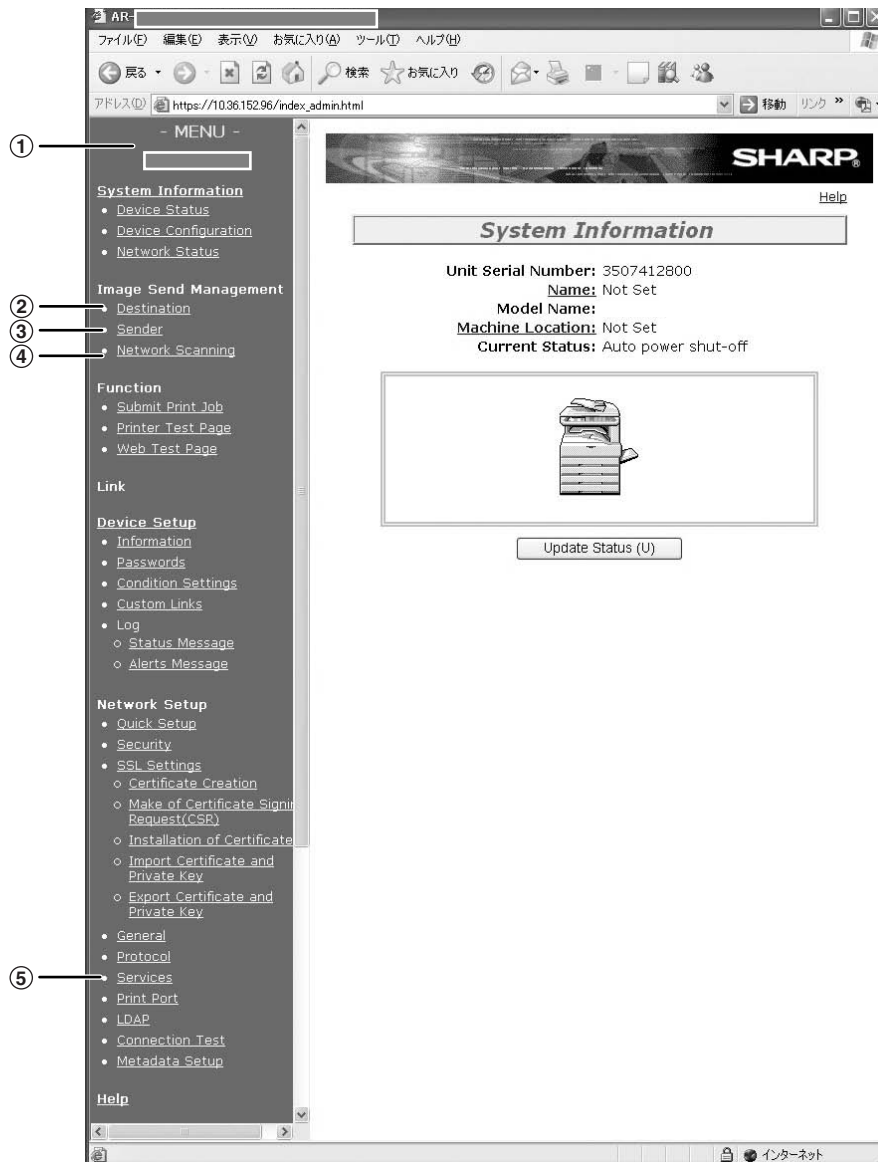 AR-
ファイル(F) 編集(E) 表示(V) お気に入り(A) ツール(T) ヘルプ(H)
戻る 検索 お気に入り
アドレス(D) https://10.36.152.96/index_admin.html 移動 リンク »
① - MENU -
SHARP®
Help
System Information
• Device Status
• Device Configuration
• Network Status
Image Send Management
② • Destination
③ • Sender
④ • Network Scanning
Function
• Submit Print Job
• Printer Test Page
• Web Test Page
Link
Device Setup
• Information
• Passwords
• Condition Settings
• Custom Links
• Log
○ Status Message
○ Alerts Message
Network Setup
• Quick Setup
• Security
• SSL Settings
○ Certificate Creation
○ Make of Certificate Signin
Request(CSR)
○ Installation of Certificate
○ Import Certificate and
Private Key
○ Export Certificate and
Private Key
• General
• Protocol
⑤ • Services
• Print Port
• LDAP
• Connection Test
• Metadata Setup
Help
System Information
Unit Serial Number: 3507412800
Name: Not Set
Model Name:
Machine Location: Not Set
Current Status: Auto power shut-off
Update Status (U)
インターネット